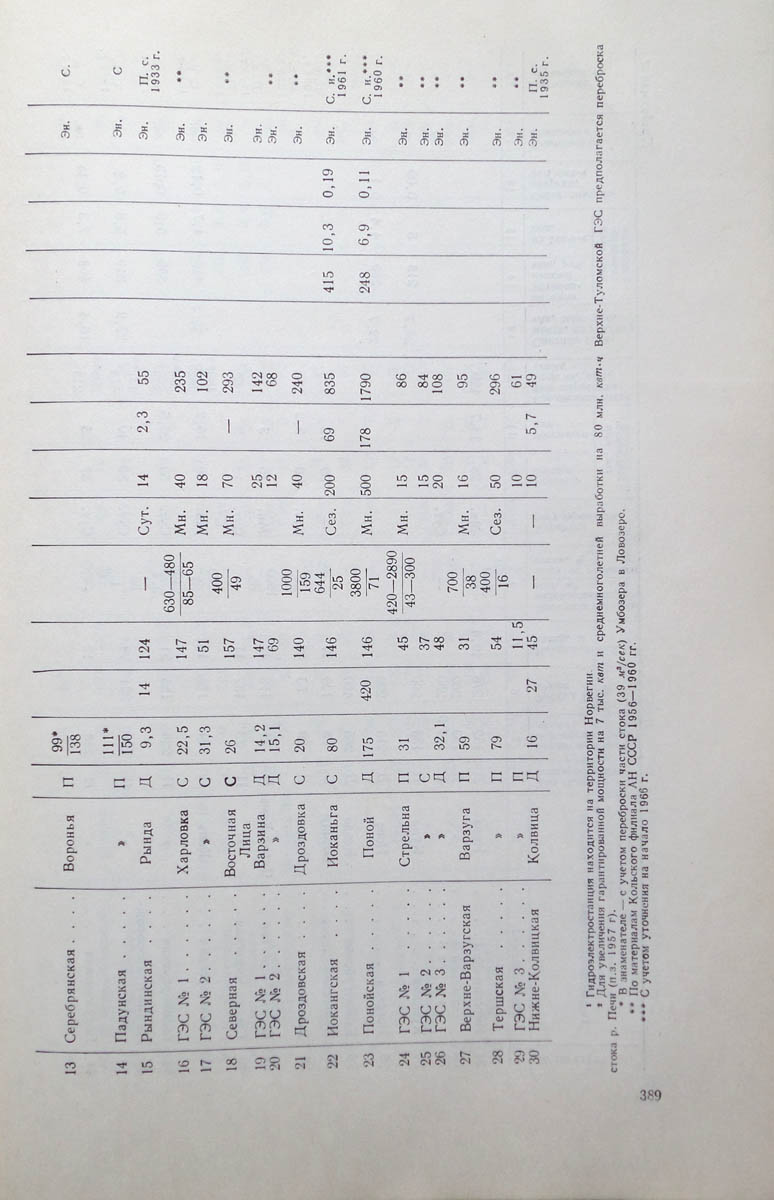 13 Серебрянская . . . . Воронья П 99*/138 Эн. С.
14 Падунская . . . . . » П 111*/150 Эн. С
15 Рындинская . . . . Рында Д 9,3 14 124 — Сут. 14 2,3 55 Эн. П. с. 1933 г.
16 ГЭС № 1 . . . . . . Харловка С 22,5 147 630—480/85—65 Мн. 40 235 Эн. **
17 ГЭС № 2 . . . . . . » С 31,3 51 Мн. 18 102 Эн.
18 Северная . . . . . Восточная Лица С 26 157 400/49 Мн. 70 — 293 Эн. **
19 ГЭС № 1 . . . . . . Варзина Д 14,2 147 25 142 Эн.
20 ГЭС № 2 . . . . . . » Д 15,1 69 12 68 Эн. **
21 Дроздовская . . . . Дроздовка С 20 140 1000/159 Мн. 40 — 240 Эн. **
22 Иокангская . . . . Иоканьга С 80 146 644/25 Сез. 200 69 835 415 10,3 0,19 Эн. С. и.*** 1961 г.
23 Понойская . . . . Поной Д 175 420 146 3800/71 Мн. 500 178 1790 248 6,9 0,11 Эн. С. и.*** 1960 г.
24 ГЭС № 1 . . . . . Стрельна П 31 45 420—2890/43—300 Мн. 15 86 Эн. **
25 ГЭС № 2 . . . . . . » С 37 15 84 Эн. **
26 ГЭС № 3 . . . . . . » Д 32,1 48 20 108 Эн. **
27 Верхне-Варзугская Варзуга П 59 31 700/38 Мн. 16 95 Эн. **
28 Тершская . . . . . » П 79 54 400/16 Сез. 50 296 Эн. **
29 ГЭС № 3 . . . . . » П 11,5 10 61 Эн. **
30 Нижне-Колвицкая Колвица Д 16 27 45 — — 10 5,7 49 Эн. П. с. 1935 г.
¹ Гидроэлектростанция находится на территории Норвегии.
² Для увеличения гарантированной мощности на 7 тыс. квт и среднемноголетней выработки на 80 млн. квт·ч Верхне-Туломской ГЭС предполагается переброска
стока р. Печи (п.з. 1957 г).
* В знаменателе — с учетом переброски части стока (39 м³/сек) Умбозера в Ловозеро.
** По материалам Кольского филиала АН СССР 1956—1960 гг.
*** С учетом уточнения на начало 1966 г.
389